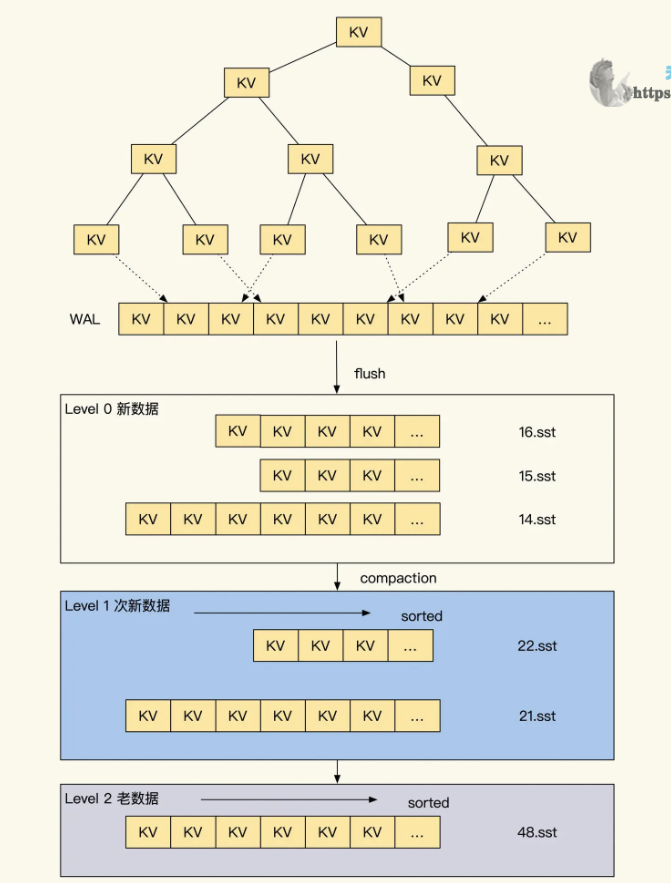 KV
KV KV
https
KV KV KV
KV KV KV KV KV KV
WAL KV KV KV KV KV KV KV KV KV ...
flush
Level 0 新数据
KV KV KV KV ... 16.sst
KV KV KV ... 15.sst
KV KV KV KV KV KV ... 14.sst
compaction
Level 1 次新数据
sorted
KV KV KV ... 22.sst
KV KV KV KV KV KV ... 21.sst
Level 2 老数据
sorted
KV KV KV KV KV KV ... 48.sst